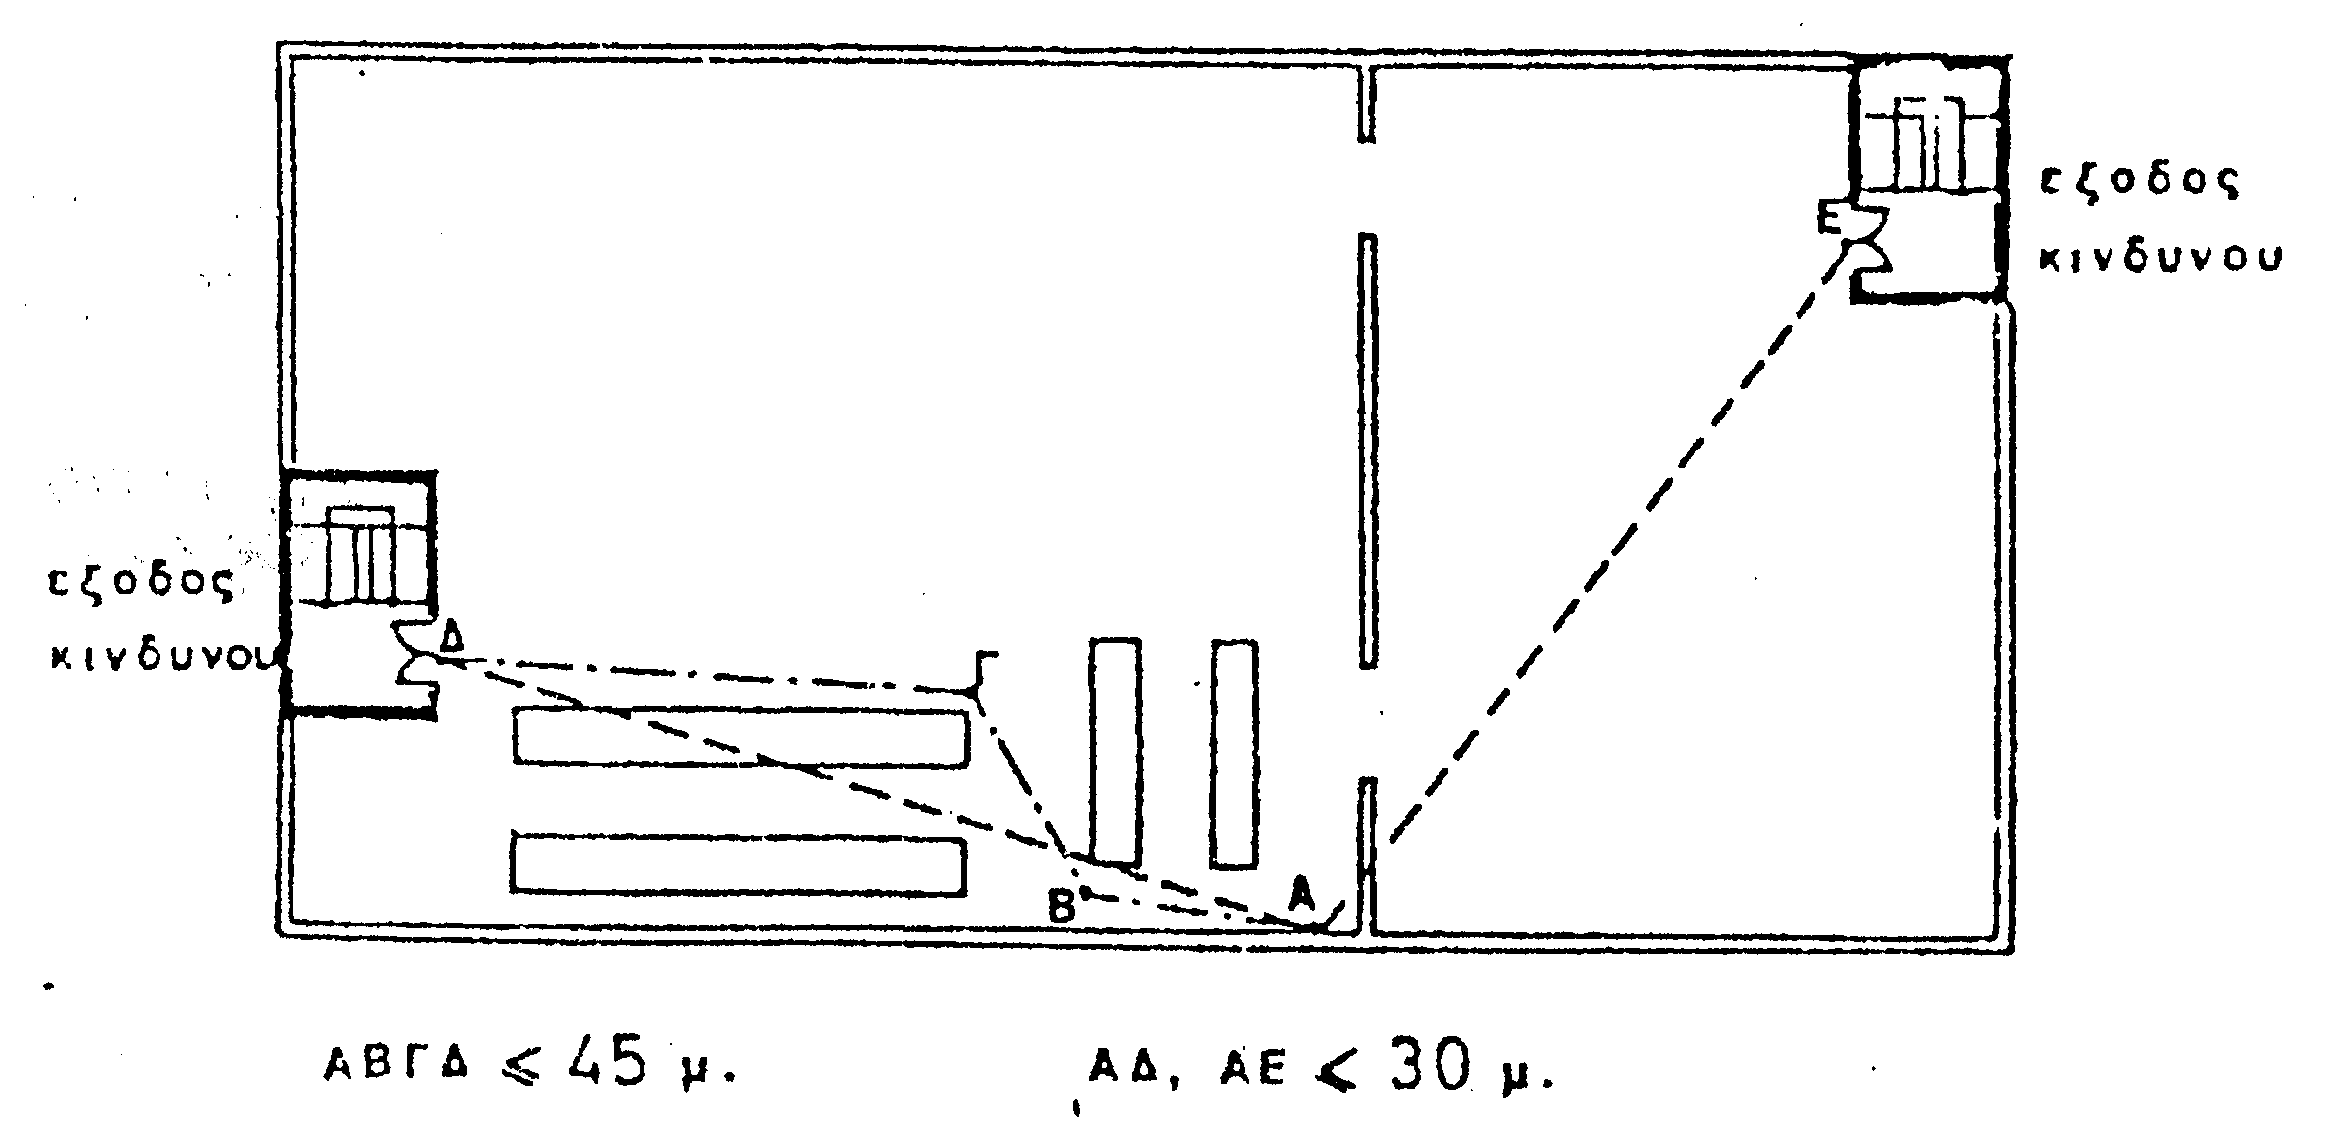 εξοδος
κινδυνου
Ε
εξοδος
κινδυνου
Δ
Γ
Β
Α
ΑΒΓΔ ⩽ 45 μ.
ΑΔ, ΑΕ ⩽ 30 μ.